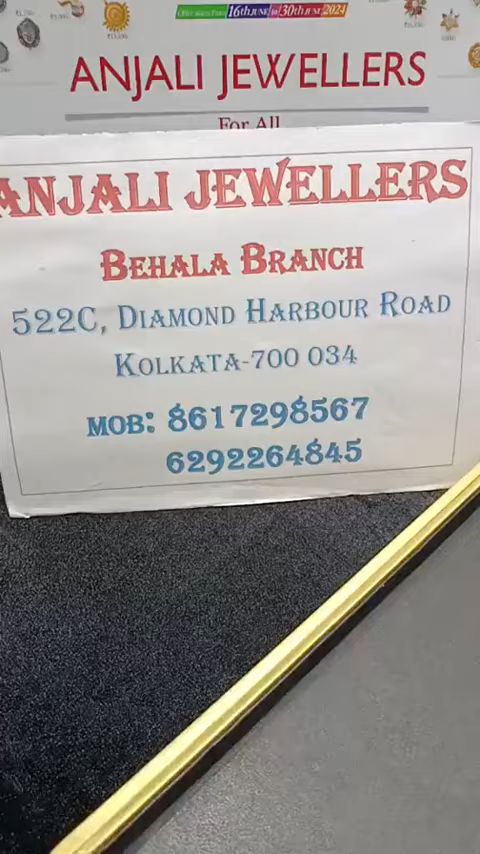 16th JUNE to 30th JUNE 2024
ANJALI JEWELLERS
For All
ANJALI JEWELLERS
BEHALA BRANCH
522C, DIAMOND HARBOUR ROAD
KOLKATA-700 034
MOB: 8617298567
6292264845